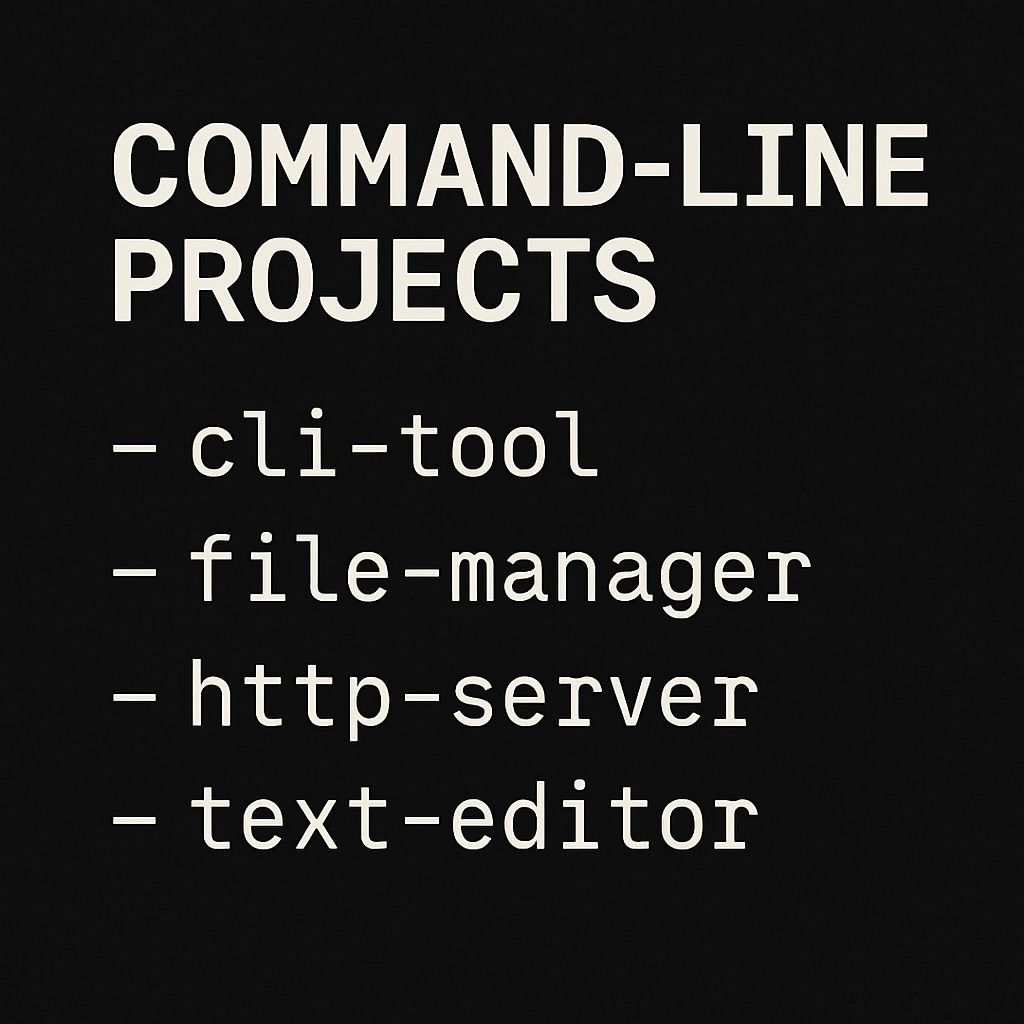 COMMAND-LINE
PROJECTS
– cli-tool
– file-manager
– http-server
– text-editor